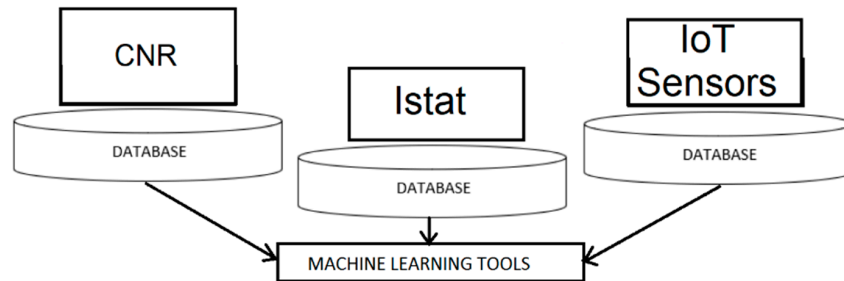 CNR
Istat
IoT
Sensors
DATABASE
DATABASE
DATABASE
MACHINE LEARNING TOOLS